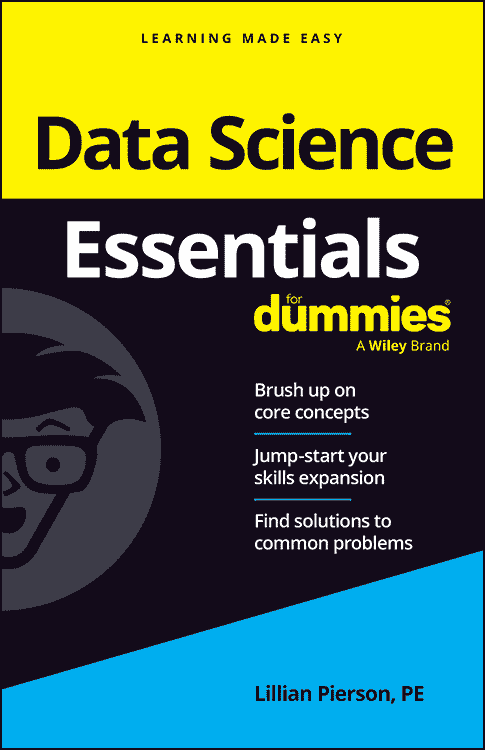 LEARNING MADE EASY
Data Science
Essentials
for
dummies®
A Wiley Brand
Brush up on
core concepts
Jump-start your
skills expansion
Find solutions to
common problems
Lillian Pierson, PE